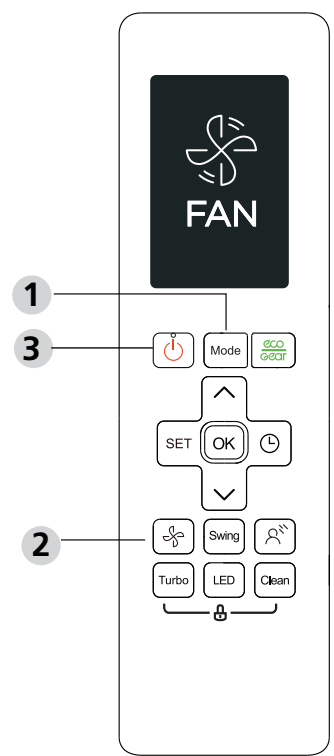 FAN
1
3
Mode
eco
GEAR
SET
OK
2
Swing
Turbo
LED
Clean